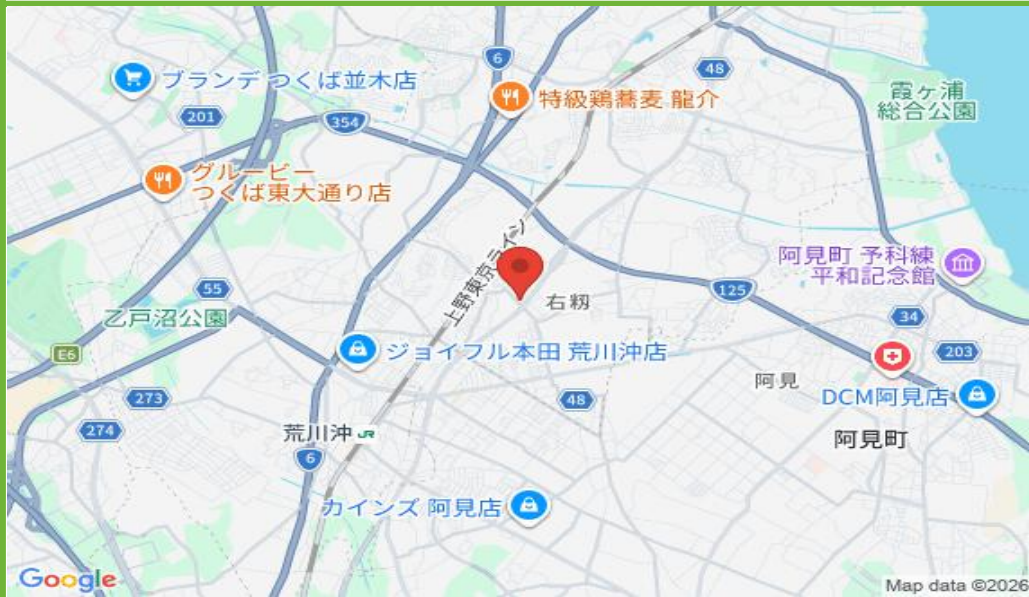 6
48
ブランデ つくば並木店
特級鶏蕎麦 龍介
霞ヶ浦
総合公園
201
354
グルービー
つくば東大通り店
上野東京ライン
阿見町 予科練
平和記念館
55
右籾
125
乙戸沼公園
34
E6
ジョイフル本田 荒川沖店
203
阿見
273
48
DCM阿見店
274
荒川沖 JR
阿見町
6
カインズ 阿見店
Google
Map data ©2026